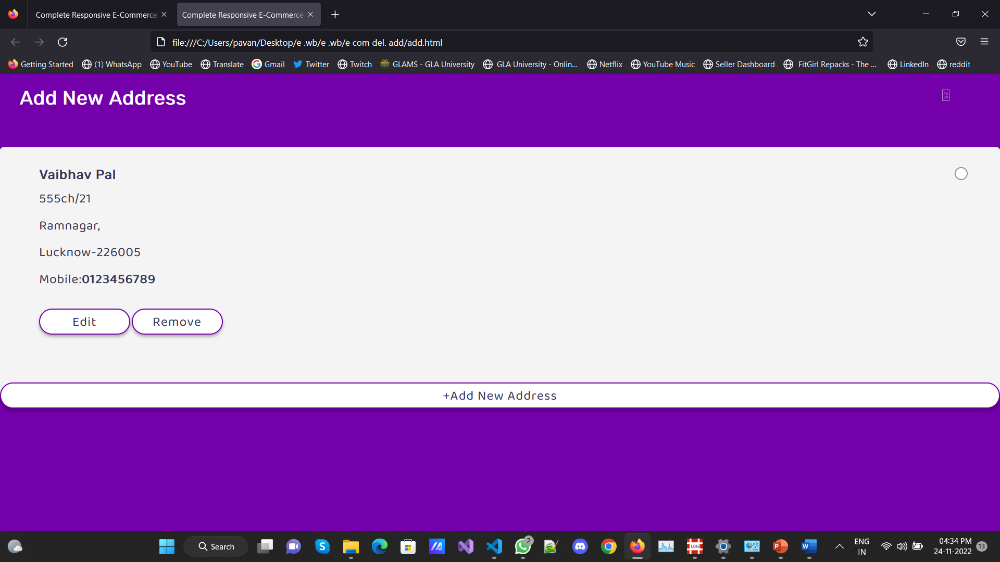 Complete Responsive E-Commerce
Complete Responsive E-Commerce
file:///C:/Users/pavan/Desktop/e .wb/e .wb/e com del. add/add.html
Getting Started (1) WhatsApp YouTube Translate Gmail Twitter Twitch GLAMS - GLA University GLA University - Onlin... Netflix YouTube Music Seller Dashboard FitGirl Repacks - The ... LinkedIn reddit
Add New Address
F0
0D
Vaibhav Pal
555ch/21
Ramnagar,
Lucknow-226005
Mobile:0123456789
Edit Remove
+Add New Address
Search
S
2
LOG
P
W
ENG
IN
04:34 PM
24-11-2022
13